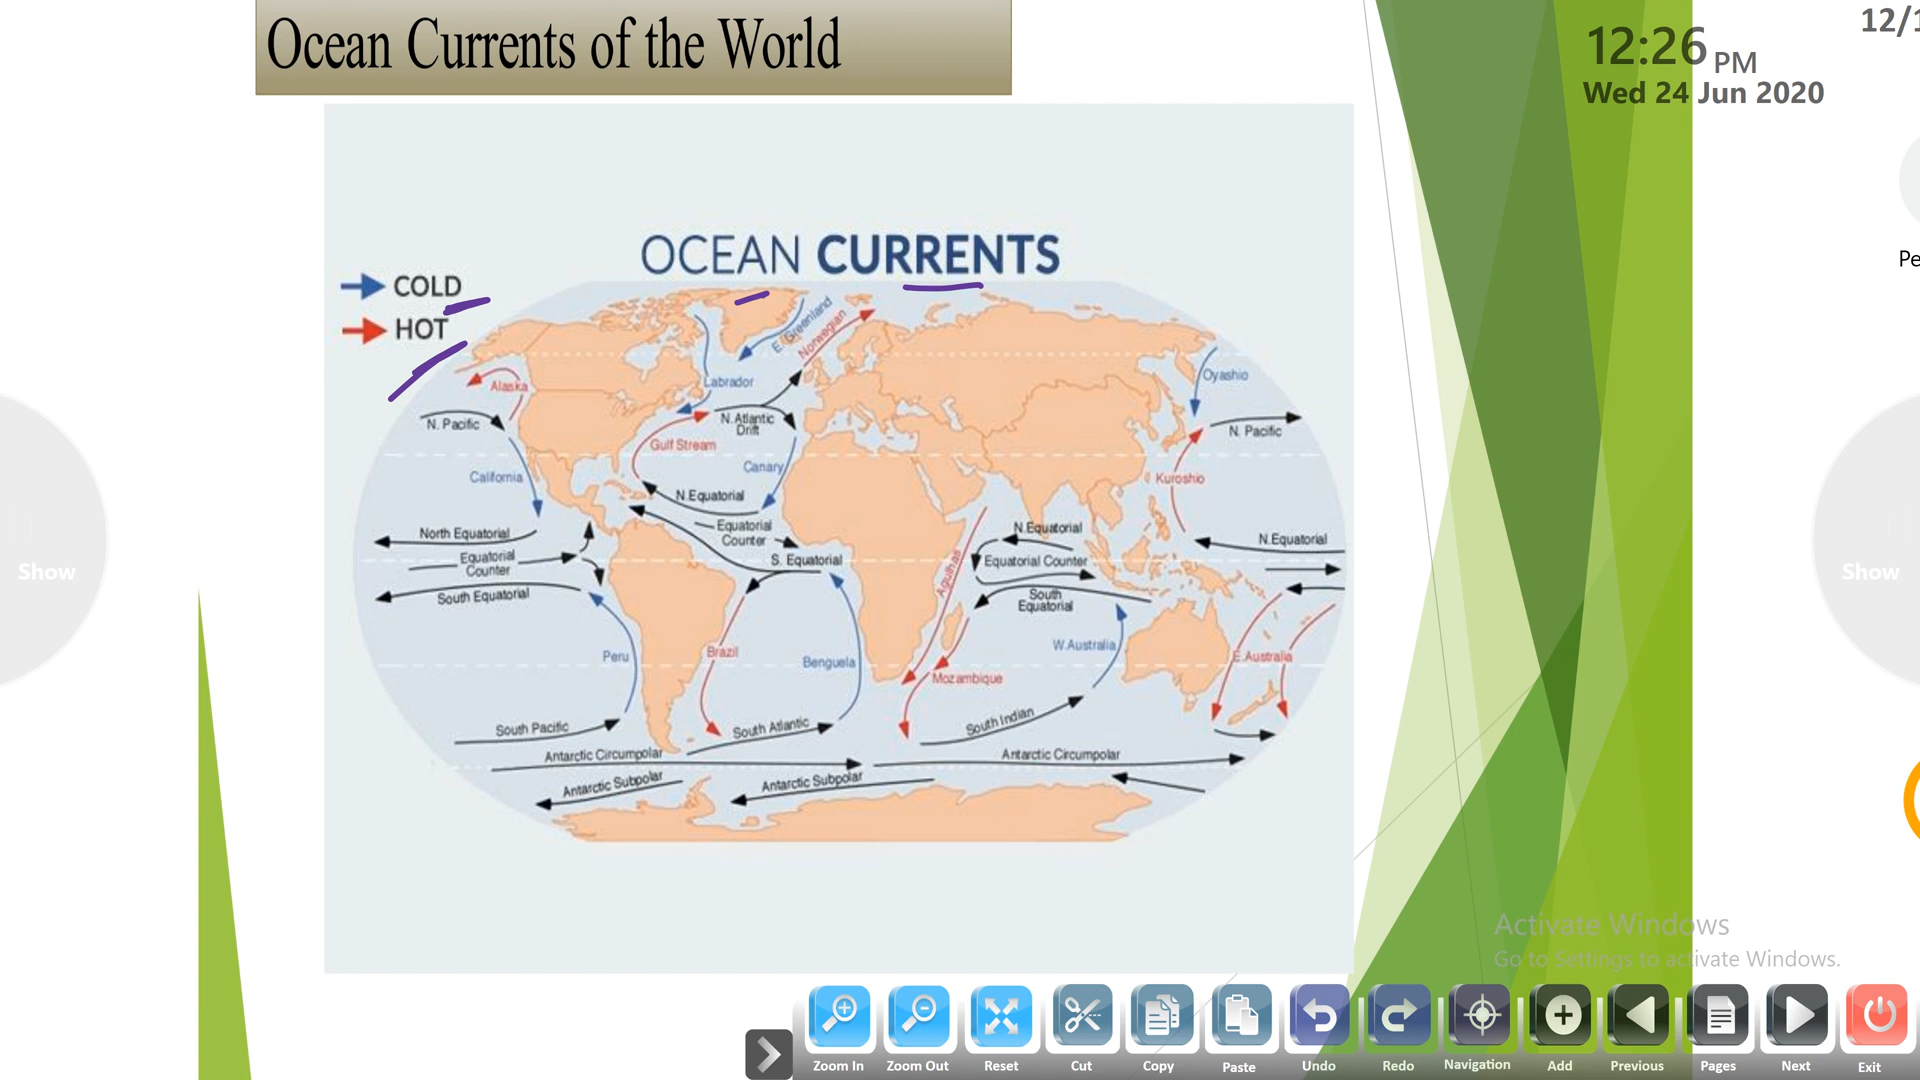 Ocean Currents of the World
12/1
12:26 PM
Wed 24 Jun 2020
Pe
OCEAN CURRENTS
COLD
HOT
E. Greenland
Norwegian
Alaska
Labrador
Oyashio
N. Pacific
N. Atlantic
Drift
N. Pacific
Gulf Stream
California
Canary
Kuroshio
N. Equatorial
North Equatorial
Equatorial
Counter
N. Equatorial
N. Equatorial
Equatorial
Counter
S. Equatorial
Equatorial Counter
Agulhas
South Equatorial
South
Equatorial
Show
Show
Peru
Brazil
Benguela
W. Australia
E. Australia
Mozambique
South Pacific
South Atlantic
South Indian
Antarctic Circumpolar
Antarctic Circumpolar
Antarctic Subpolar
Antarctic Subpolar
Activate Windows
Go to Settings to activate Windows.
Zoom In
Zoom Out
Reset
Cut
Copy
Paste
Undo
Redo
Navigation
Add
Previous
Pages
Next
Exit